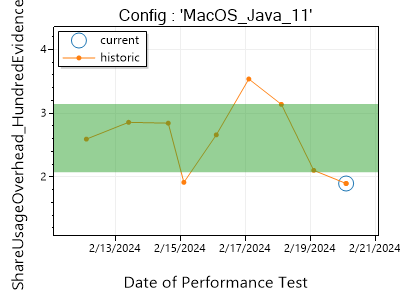 Config : 'MacOS_Java_11'
current
historic
ShareUsageOverhead_HundredEvidence
4
3
2
2/13/2024
2/15/2024
2/17/2024
2/19/2024
2/21/2024
Date of Performance Test